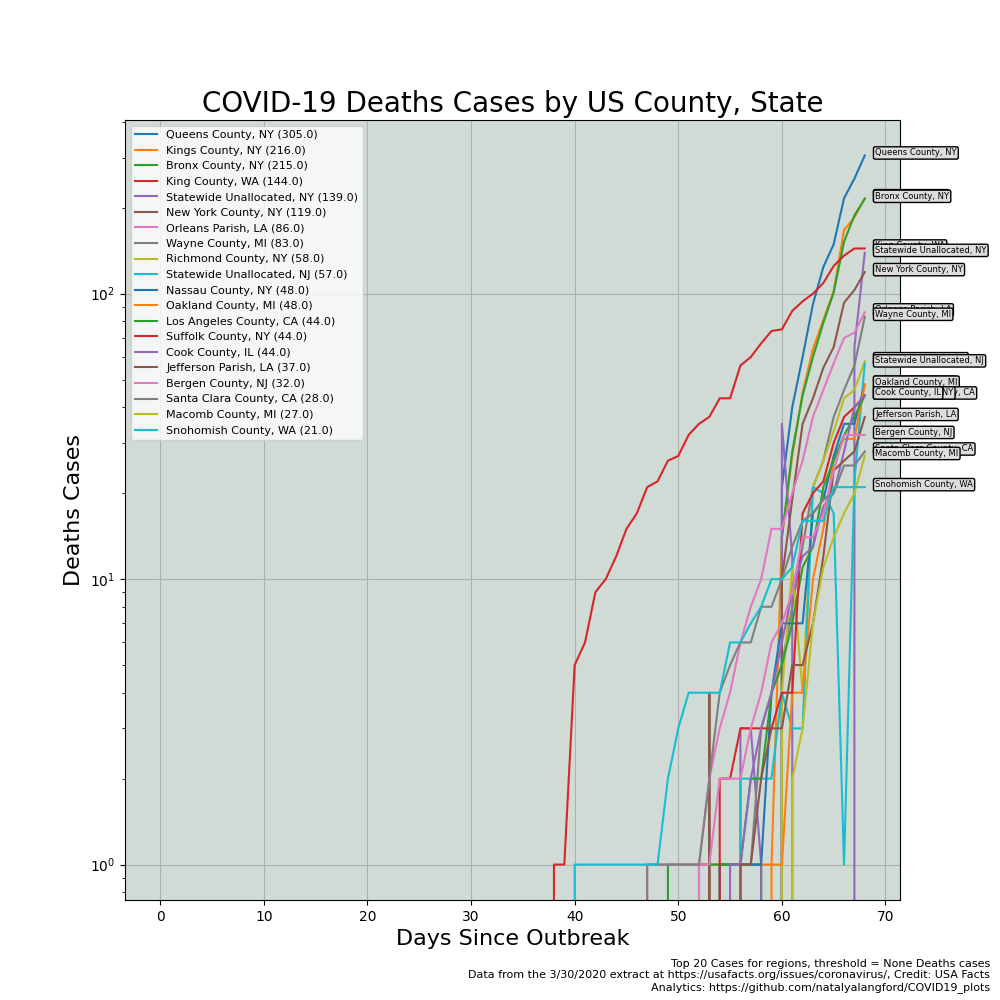 COVID-19 Deaths Cases by US County, State
Queens County, NY (305.0)
Kings County, NY (216.0)
Bronx County, NY (215.0)
King County, WA (144.0)
Statewide Unallocated, NY (139.0)
New York County, NY (119.0)
Orleans Parish, LA (86.0)
Wayne County, MI (83.0)
Richmond County, NY (58.0)
Statewide Unallocated, NJ (57.0)
Nassau County, NY (48.0)
Oakland County, MI (48.0)
Los Angeles County, CA (44.0)
Suffolk County, NY (44.0)
Cook County, IL (44.0)
Jefferson Parish, LA (37.0)
Bergen County, NJ (32.0)
Santa Clara County, CA (28.0)
Macomb County, MI (27.0)
Snohomish County, WA (21.0)
Queens County, NY
Bronx County, NY
Statewide Unallocated, NY
New York County, NY
Wayne County, MI
Statewide Unallocated, NJ
Oakland County, MI
Cook County, IL
Jefferson Parish, LA
Bergen County, NJ
Macomb County, MI
Snohomish County, WA
Deaths Cases
10²
10¹
10⁰
0 10 20 30 40 50 60 70
Days Since Outbreak
Top 20 Cases for regions, threshold = None Deaths cases
Data from the 3/30/2020 extract at https://usafacts.org/issues/coronavirus/, Credit: USA Facts
Analytics: https://github.com/natalyalangford/COVID19_plots